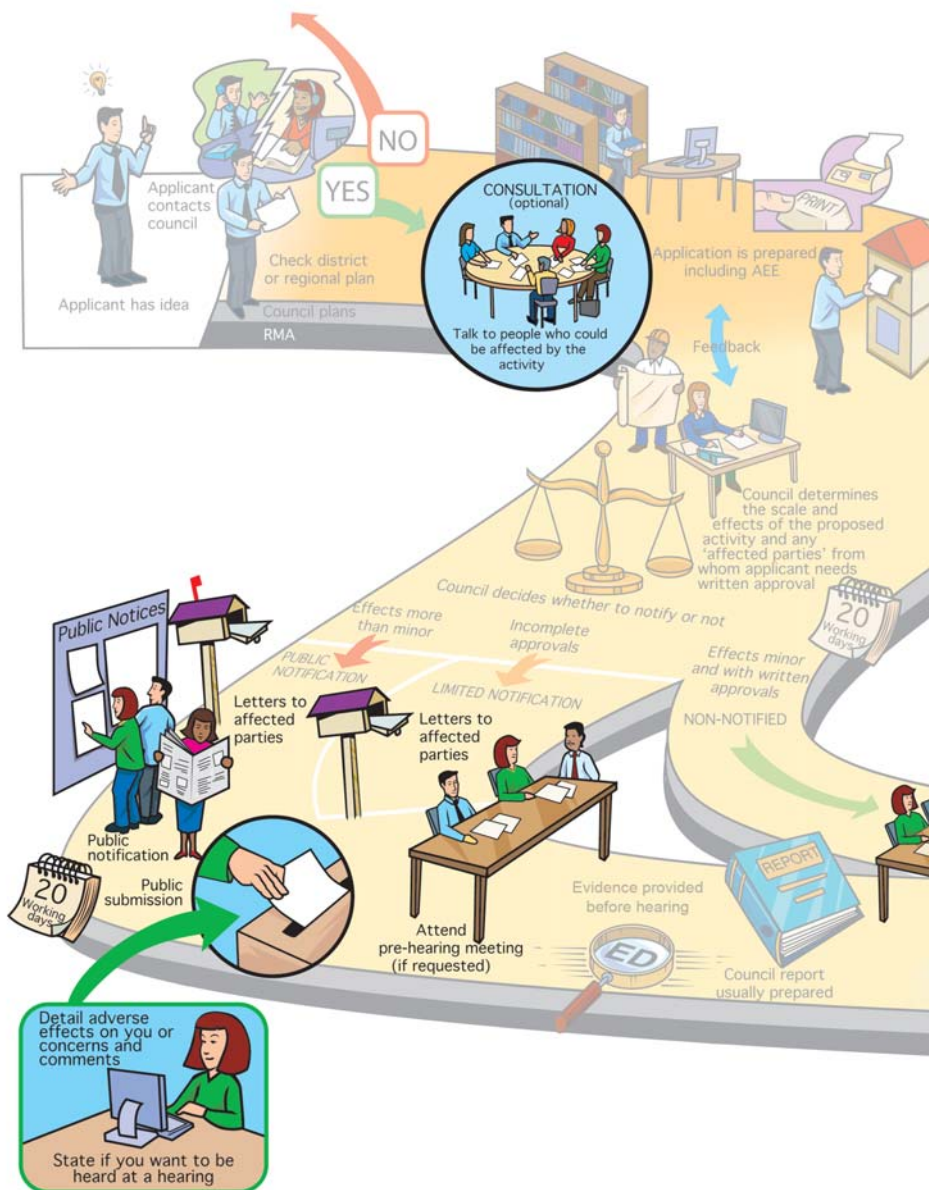 NO
YES
Applicant
contacts
council
Applicant has idea
Check district
or regional plan
Council plans
RMA
CONSULTATION
(optional)
Talk to people who could
be affected by the
activity
PRINT
Application is prepared
including AEE
Feedback
Council determines
the scale and
effects of the proposed
activity and any
'affected parties' from
whom applicant needs
written approval
20
Working
days
Council decides whether to notify or not
Effects more
than minor
PUBLIC
NOTIFICATION
Incomplete
approvals
LIMITED NOTIFICATION
Effects minor
and with written
approvals
NON-NOTIFIED
Public Notices
Letters to
affected
parties
Letters to
affected
parties
Public
notification
20
Working
days
Public
submission
Attend
pre-hearing meeting
(if requested)
Evidence provided
before hearing
ED
REPORT
Council report
usually prepared
Detail adverse
effects on you or
concerns and
comments
State if you want to be
heard at a hearing